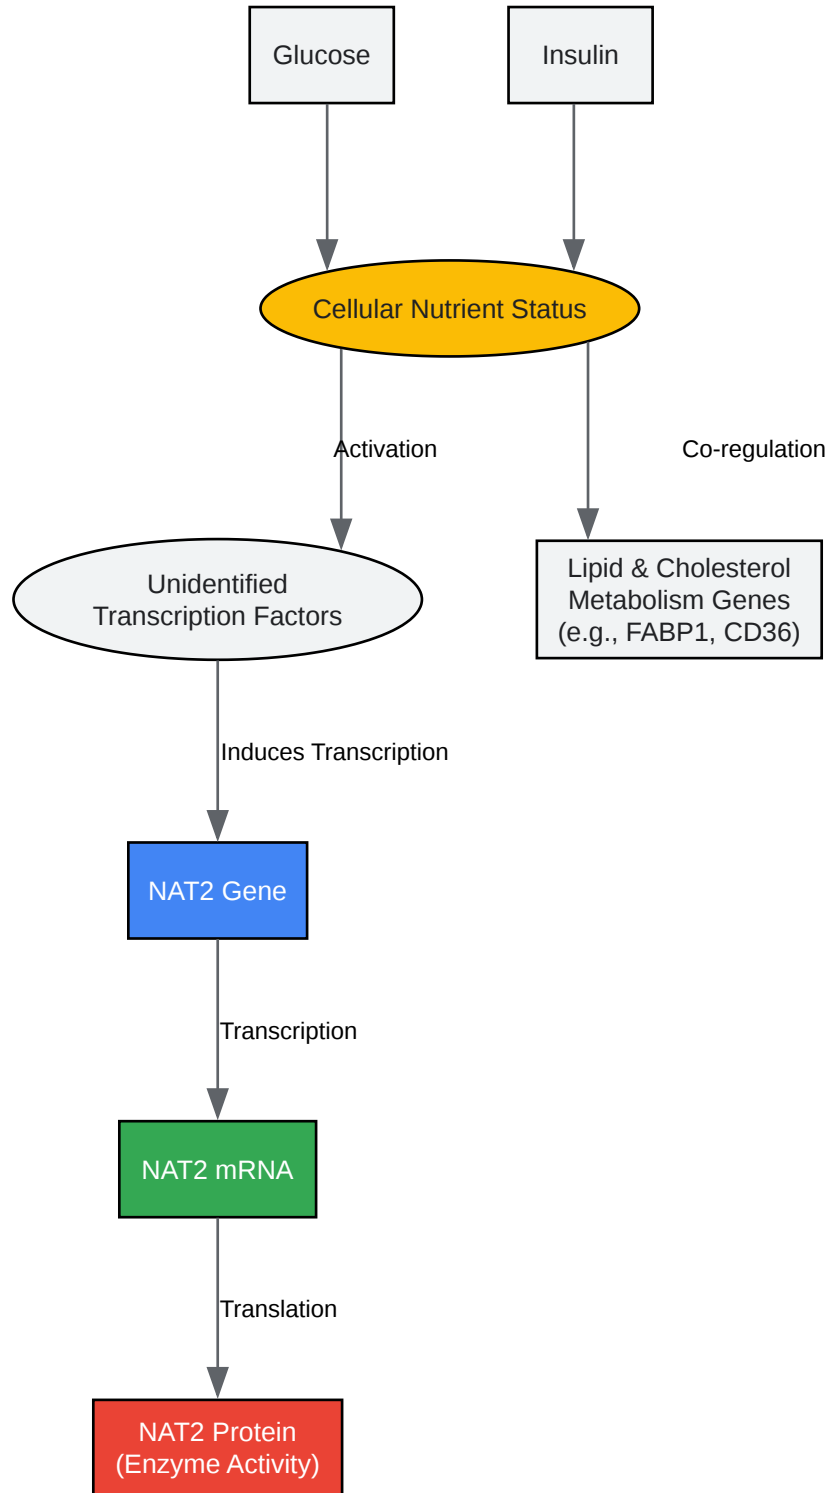 Glucose
Insulin
Cellular Nutrient Status
Activation
Co-regulation
Unidentified
Transcription Factors
Lipid & Cholesterol
Metabolism Genes
(e.g., FABP1, CD36)
Induces Transcription
NAT2 Gene
Transcription
NAT2 mRNA
Translation
NAT2 Protein
(Enzyme Activity)